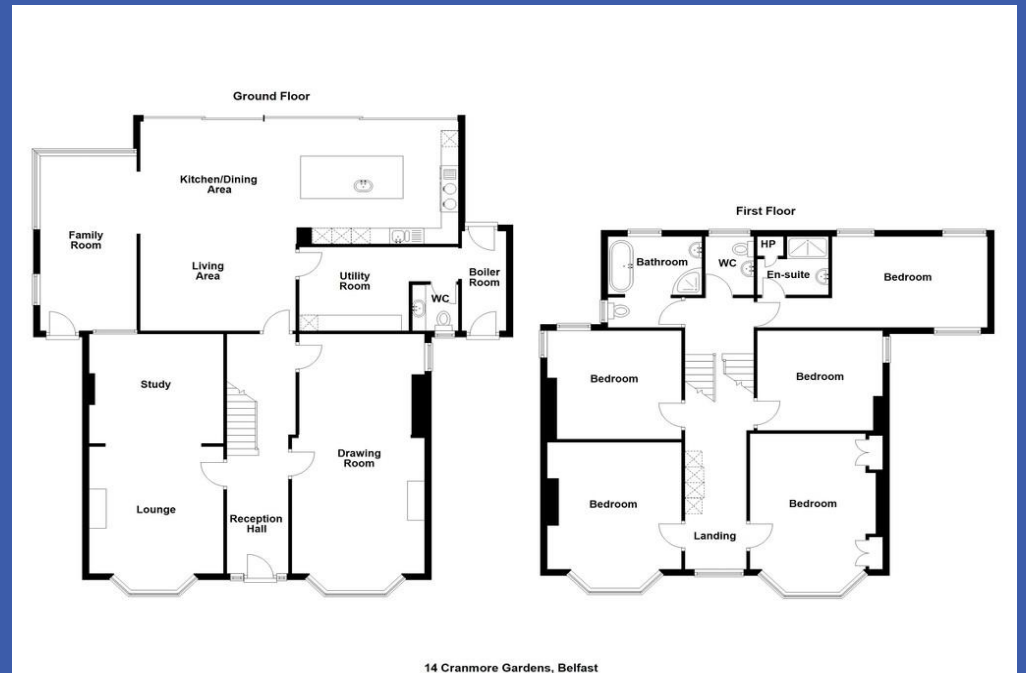 Ground Floor
Kitchen/Dining
Area
Family
Room
Living
Area
Utility
Room
WC
Boiler
Room
Study
Drawing
Room
Lounge
Reception
Hall
First Floor
Bathroom
WC
HP
En-suite
Bedroom
Bedroom
Bedroom
Bedroom
Bedroom
Landing
14 Cranmore Gardens, Belfast